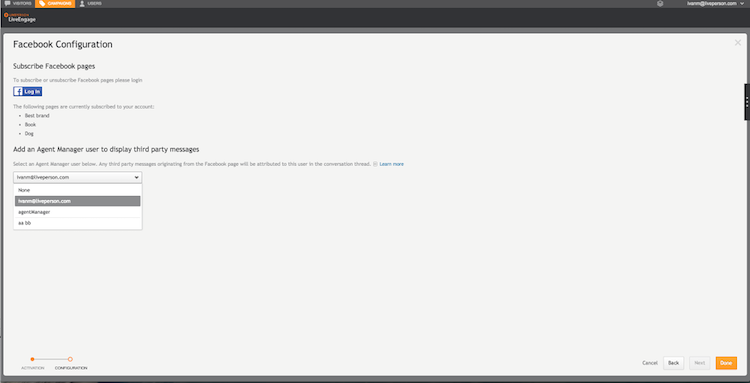 VISITORS
CAMPAIGNS
USERS
ivanm@liveperson.com
LiveEngage
Facebook Configuration
Subscribe Facebook pages
To subscribe or unsubscribe Facebook pages please login
f Log In
The following pages are currently subscribed to your account:
Best brand
Book
Dog
Add an Agent Manager user to display third party messages
Select an Agent Manager user below. Any third party messages originating from the Facebook page will be attributed to this user in the conversation thread. Learn more
ivanm@liveperson.com
None
ivanm@liveperson.com
agentManager
aa bb
ACTIVATION
CONFIGURATION
Cancel
Back
Next
Done